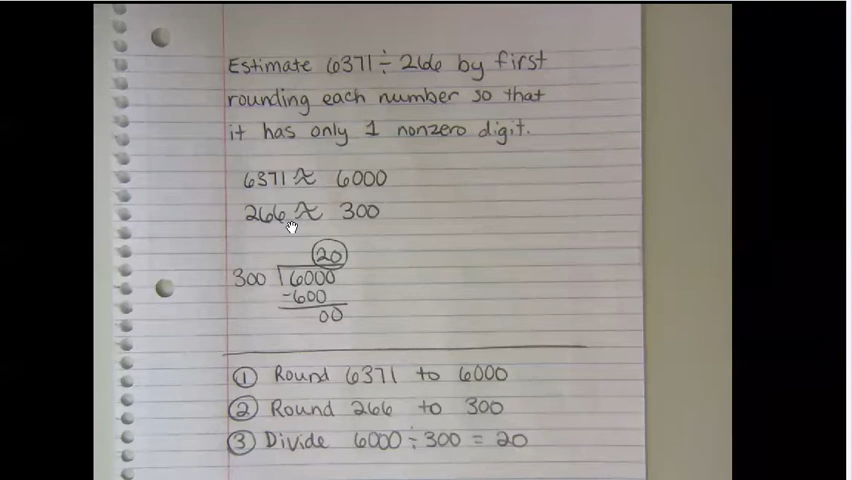 Estimate 6371 ÷ 266 by first
rounding each number so that
it has only 1 nonzero digit.
6371 ≈ 6000
266 ≈ 300
20
300 6000
-600
00
① Round 6371 to 6000
② Round 266 to 300
③ Divide 6000 ÷ 300 = 20